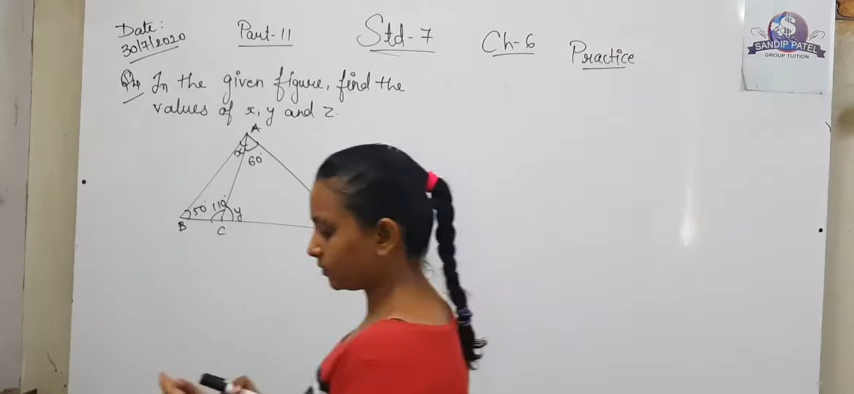 Date:
30/7/2020
Part-11
Std-7
Ch-6
Practice
SANDIP PATEL
GROUP TUITION
In the given figure, find the
values of x, y and z.
A
x 60°
50° 110° y
B C